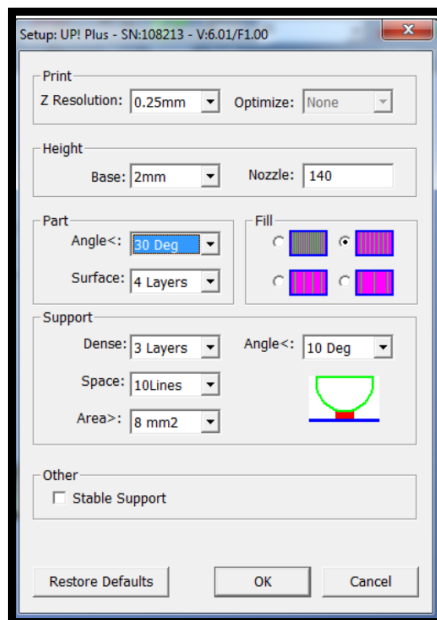 Setup: UP! Plus - SN:108213 - V:6.01/F1.00
Print
Z Resolution: 0.25mm Optimize: None
Height
Base: 2mm Nozzle: 140
Part Fill
Angle<: 30 Deg
Surface: 4 Layers
Support
Dense: 3 Layers Angle<: 10 Deg
Space: 10Lines
Area>: 8 mm2
Other
Stable Support
Restore Defaults OK Cancel